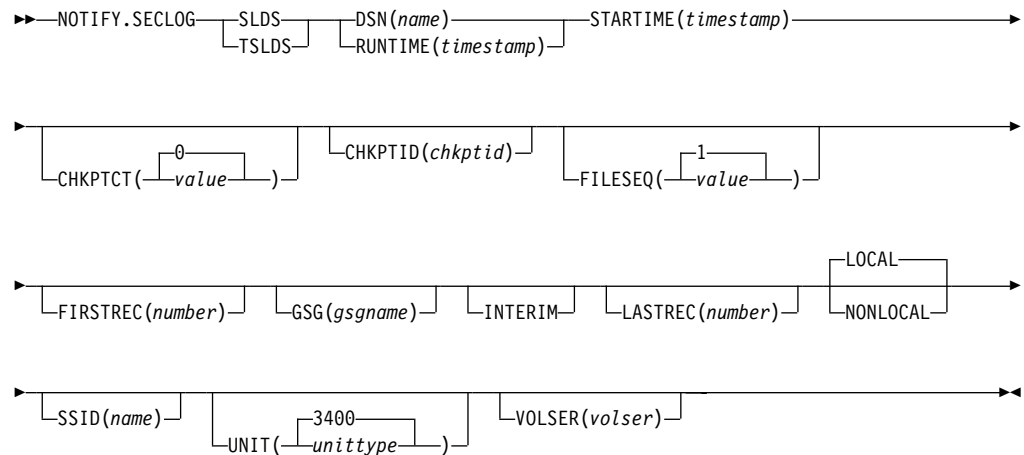 NOTIFY.SECLOG SLDS DSN(name) STARTIME(timestamp)
TSLDS RUNTIME(timestamp)
CHKPTCT( 0 value ) CHKPTID(chkptid) FILESEQ( 1 value )
LOCAL
FIRSTREC(number) GSG(gsgname) INTERIM LASTREC(number) NONLOCAL
SSID(name) 3400 VOLSER(volser)
UNIT( unittype )